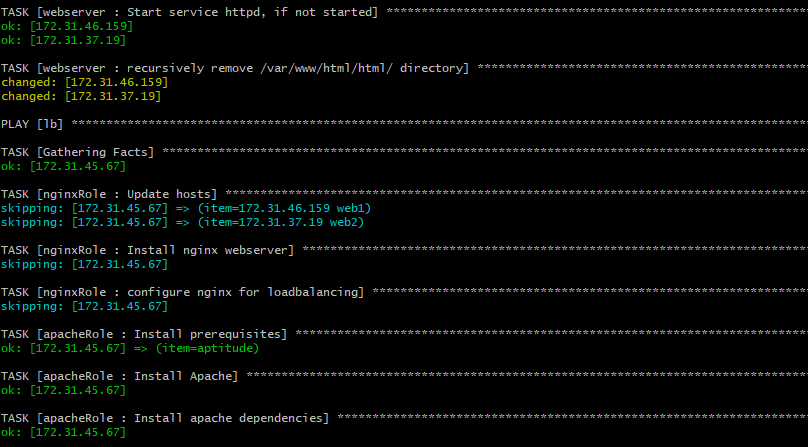 TASK [webserver : Start service httpd, if not started] ************************************************************
ok: [172.31.46.159]
ok: [172.31.37.19]
TASK [webserver : recursively remove /var/www/html/html/ directory] ***********************************************
changed: [172.31.46.159]
changed: [172.31.37.19]
PLAY [lb] *********************************************************************************************************
TASK [Gathering Facts] ********************************************************************************************
ok: [172.31.45.67]
TASK [nginxRole : Update hosts] ***********************************************************************************
skipping: [172.31.45.67] => (item=172.31.46.159 web1)
skipping: [172.31.45.67] => (item=172.31.37.19 web2)
TASK [nginxRole : Install nginx webserver] ************************************************************************
skipping: [172.31.45.67]
TASK [nginxRole : configure nginx for loadbalancing] **************************************************************
skipping: [172.31.45.67]
TASK [apacheRole : Install prerequisites] *************************************************************************
ok: [172.31.45.67] => (item=aptitude)
TASK [apacheRole : Install Apache] ********************************************************************************
ok: [172.31.45.67]
TASK [apacheRole : Install apache dependencies] *******************************************************************
ok: [172.31.45.67]